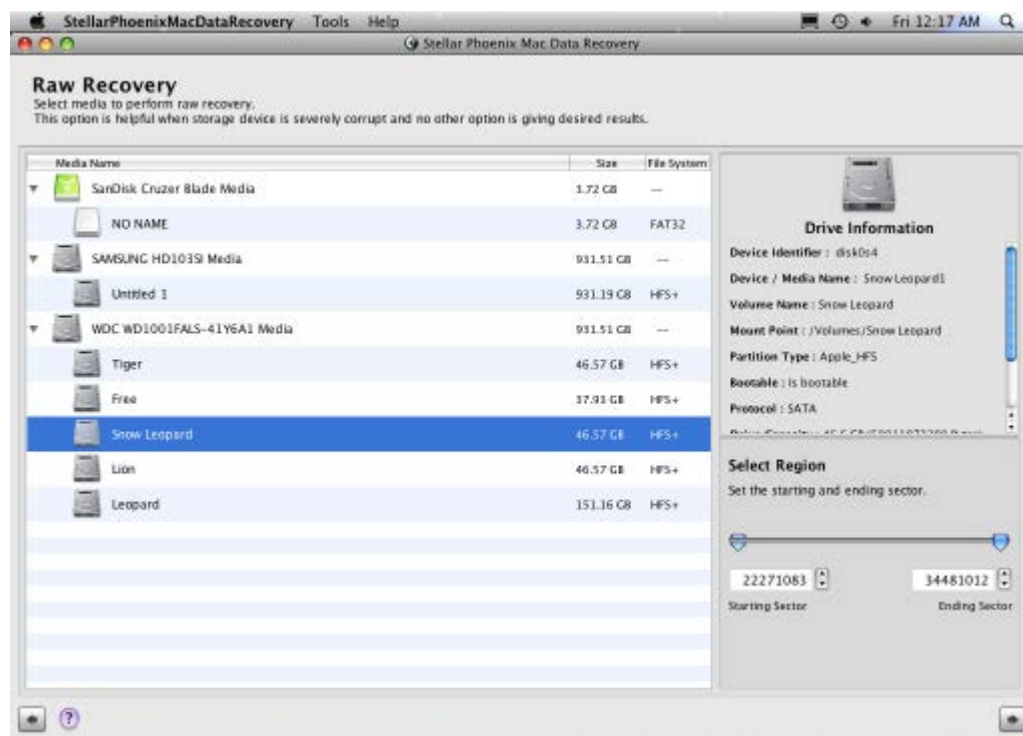 StellarPhoenixMacDataRecovery Tools Help Fri 12:17 AM
Stellar Phoenix Mac Data Recovery
Raw Recovery
Select media to perform raw recovery.
This option is helpful when storage device is severely corrupt and no other option is giving desired results.
Media Name Size File System
SanDisk Cruzer Blade Media 3.72 GB —
NO NAME 3.72 GB FAT32
SAMSUNG HD103SI Media 931.51 GB —
Untitled 1 931.19 GB HFS+
WDC WD1001FALS-41Y6A1 Media 931.51 GB —
Tiger 46.57 GB HFS+
Free 37.93 GB HFS+
Snow Leopard 46.57 GB HFS+
Lion 46.57 GB HFS+
Leopard 151.16 GB HFS+
Drive Information
Device Identifier : disk0s4
Device / Media Name : SnowLeopard1
Volume Name : Snow Leopard
Mount Point : /Volumes/Snow Leopard
Partition Type : Apple_HFS
Bootable : Is bootable
Protocol : SATA
Select Region
Set the starting and ending sector.
22271083 34481012
Starting Sector Ending Sector
?